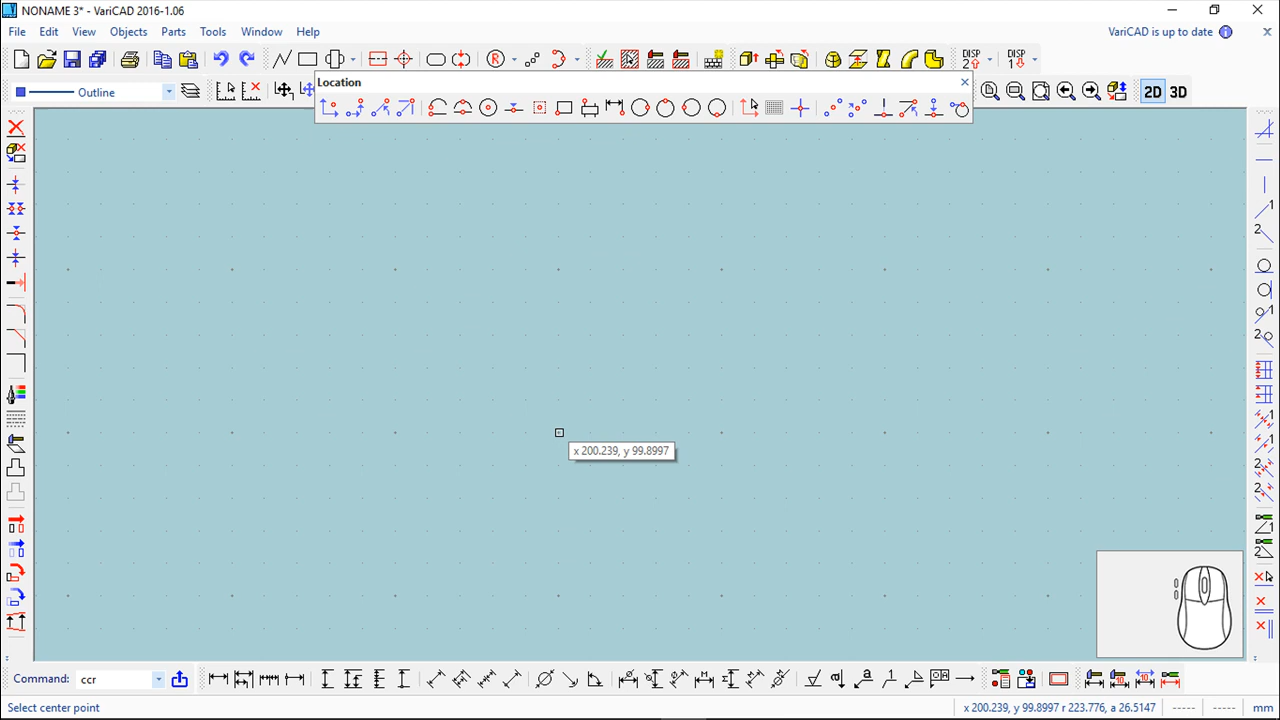 NONAME 3* - VariCAD 2016-1.06
File Edit View Objects Parts Tools Window Help
VariCAD is up to date
DISP 2 DISP 1
Outline
2D 3D
Location
x 200.239, y 99.8997
Command: ccr
Select center point
x 200.239, y 99.8997 r 223.776, a 26.5147 ----- ----- mm